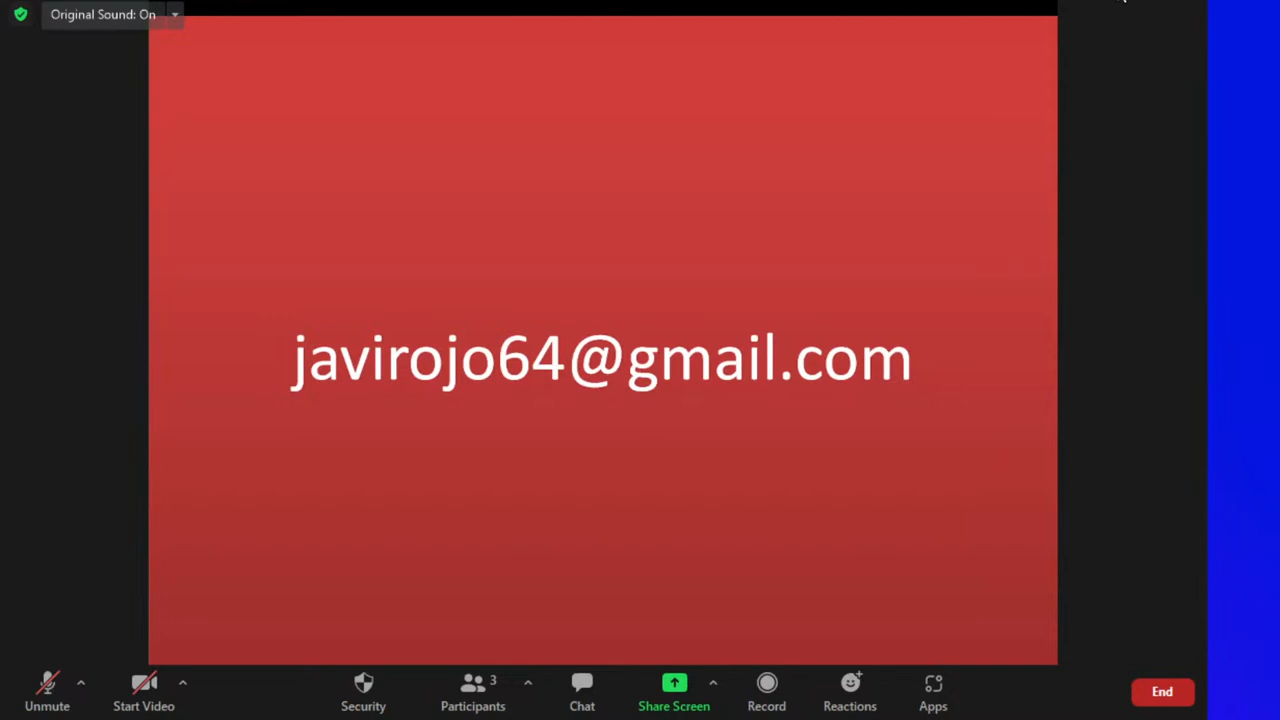 Original Sound: On
javirojo64@gmail.com
Unmute
Start Video
Security
3
Participants
Chat
Share Screen
Record
Reactions
Apps
End